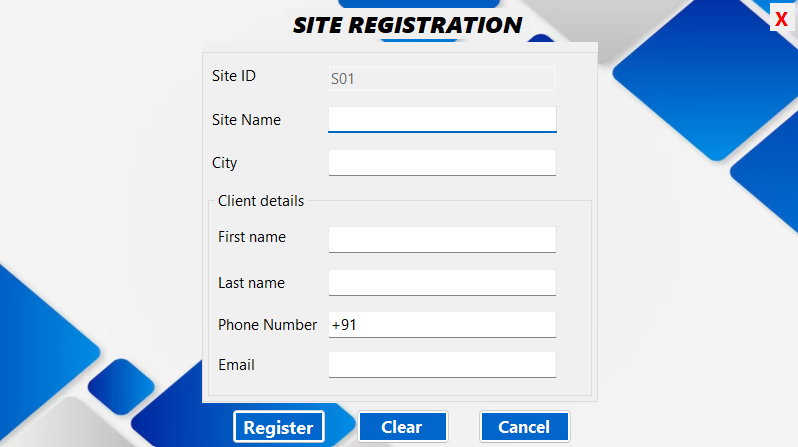 SITE REGISTRATION
X
Site ID S01
Site Name
City
Client details
First name
Last name
Phone Number +91
Email
Register Clear Cancel